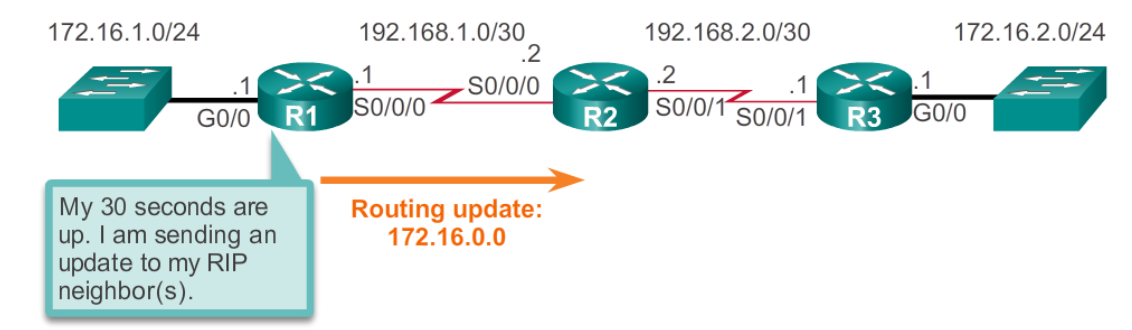 172.16.1.0/24
192.168.1.0/30
192.168.2.0/30
172.16.2.0/24
.2
.1
.1
S0/0/0
.2
.1
.1
G0/0
R1
S0/0/0
R2
S0/0/1
S0/0/1
R3
G0/0
My 30 seconds are
up. I am sending an
update to my RIP
neighbor(s).
Routing update:
172.16.0.0